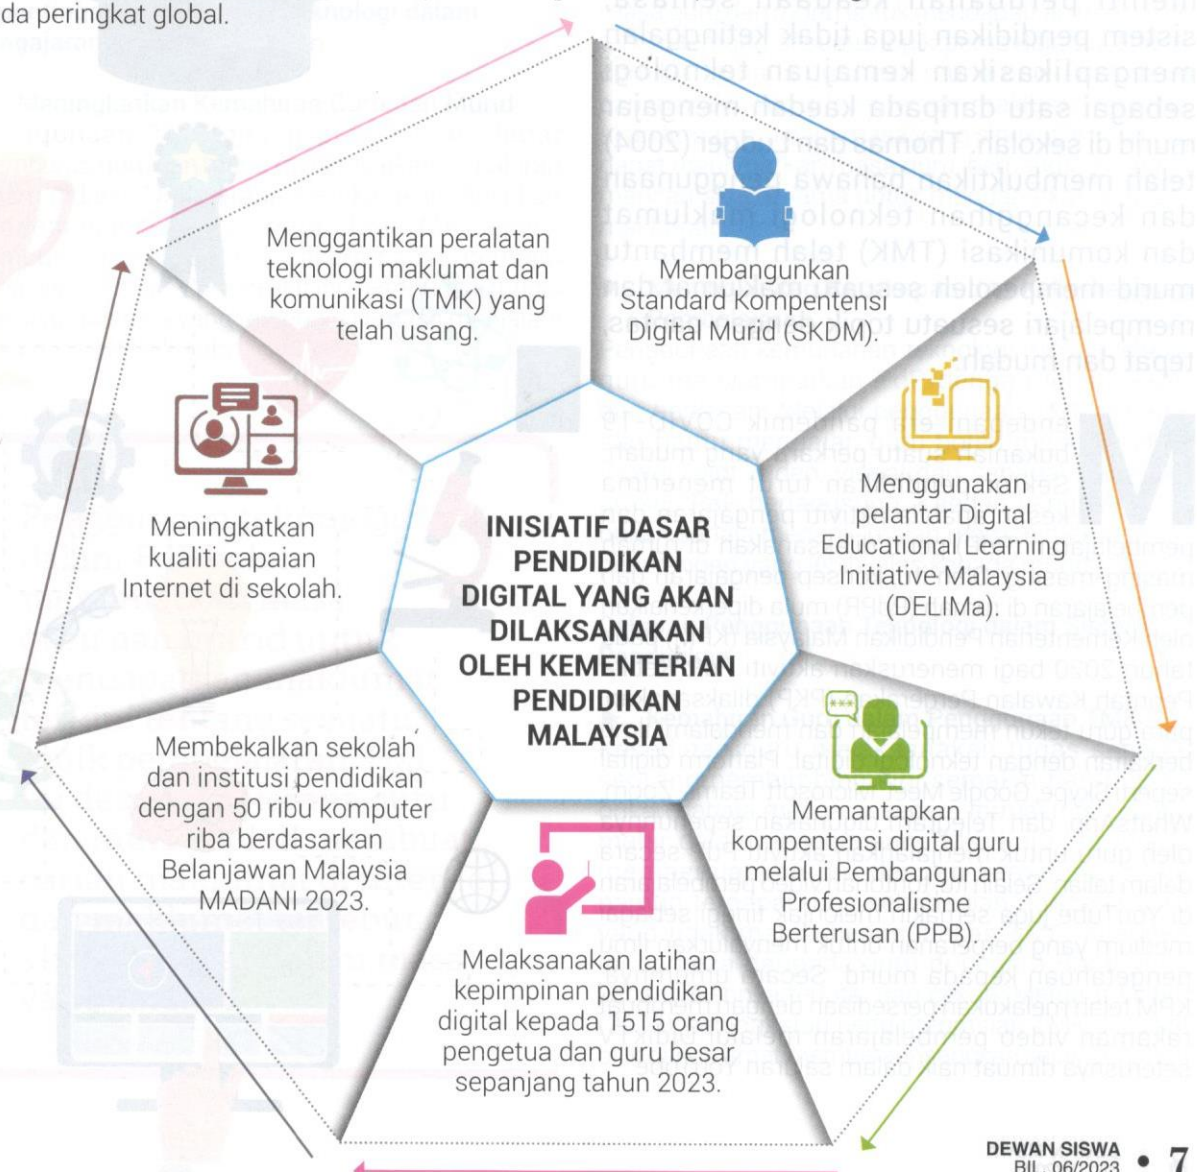 da peringkat global.
Menggantikan peralatan
teknologi maklumat dan
komunikasi (TMK) yang
telah usang.
Membangunkan
Standard Kompentensi
Digital Murid (SKDM).
Menggunakan
pelantar Digital
Educational Learning
Initiative Malaysia
(DELIMa).
Memantapkan
kompentensi digital guru
melalui Pembangunan
Profesionalisme
Berterusan (PPB).
Melaksanakan latihan
kepimpinan pendidikan
digital kepada 1515 orang
pengetua dan guru besar
sepanjang tahun 2023.
Membekalkan sekolah
dan institusi pendidikan
dengan 50 ribu komputer
riba berdasarkan
Belanjawan Malaysia
MADANI 2023.
Meningkatkan
kualiti capaian
Internet di sekolah.
INISIATIF DASAR
PENDIDIKAN
DIGITAL YANG AKAN
DILAKSANAKAN
OLEH KEMENTERIAN
PENDIDIKAN
MALAYSIA
DEWAN SISWA
BIL. 06/2023 • 7